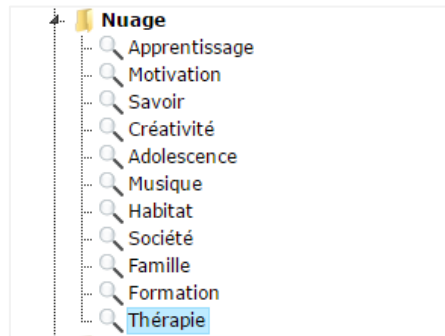 Nuage
Apprentissage
Motivation
Savoir
Créativité
Adolescence
Musique
Habitat
Société
Famille
Formation
Thérapie